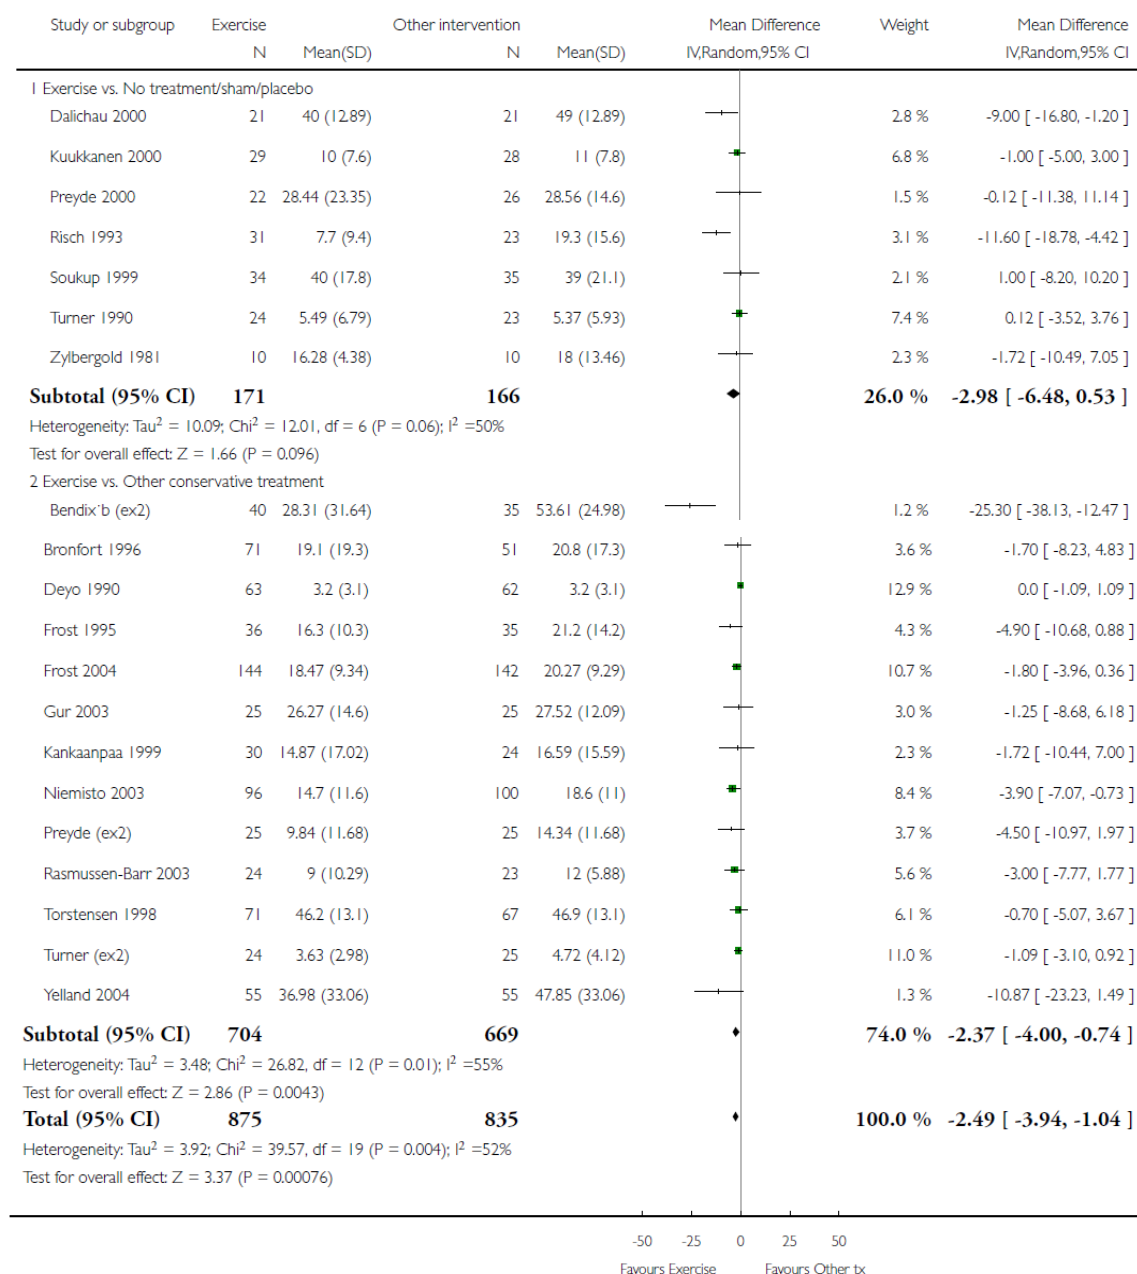 Study or subgroup Exercise Other intervention Mean Difference Weight Mean Difference
N Mean(SD) N Mean(SD) IV,Random,95% CI IV,Random,95% CI
1 Exercise vs. No treatment/sham/placebo
Dalichau 2000 21 40 (12.89) 21 49 (12.89) 2.8 % -9.00 [ -16.80, -1.20 ]
Kuukkanen 2000 29 10 (7.6) 28 11 (7.8) 6.8 % -1.00 [ -5.00, 3.00 ]
Preyde 2000 22 28.44 (23.35) 26 28.56 (14.6) 1.5 % -0.12 [ -11.38, 11.14 ]
Risch 1993 31 7.7 (9.4) 23 19.3 (15.6) 3.1 % -11.60 [ -18.78, -4.42 ]
Soukup 1999 34 40 (17.8) 35 39 (21.1) 2.1 % 1.00 [ -8.20, 10.20 ]
Turner 1990 24 5.49 (6.79) 23 5.37 (5.93) 7.4 % 0.12 [ -3.52, 3.76 ]
Zylbergold 1981 10 16.28 (4.38) 10 18 (13.46) 2.3 % -1.72 [ -10.49, 7.05 ]
Subtotal (95% CI) 171 166 26.0 % -2.98 [ -6.48, 0.53 ]
Heterogeneity: Tau² = 10.09; Chi² = 12.01, df = 6 (P = 0.06); I² =50%
Test for overall effect: Z = 1.66 (P = 0.096)
2 Exercise vs. Other conservative treatment
Bendix`b (ex2) 40 28.31 (31.64) 35 53.61 (24.98) 1.2 % -25.30 [ -38.13, -12.47 ]
Bronfort 1996 71 19.1 (19.3) 51 20.8 (17.3) 3.6 % -1.70 [ -8.23, 4.83 ]
Deyo 1990 63 3.2 (3.1) 62 3.2 (3.1) 12.9 % 0.0 [ -1.09, 1.09 ]
Frost 1995 36 16.3 (10.3) 35 21.2 (14.2) 4.3 % -4.90 [ -10.68, 0.88 ]
Frost 2004 144 18.47 (9.34) 142 20.27 (9.29) 10.7 % -1.80 [ -3.96, 0.36 ]
Gur 2003 25 26.27 (14.6) 25 27.52 (12.09) 3.0 % -1.25 [ -8.68, 6.18 ]
Kankaanpaa 1999 30 14.87 (17.02) 24 16.59 (15.59) 2.3 % -1.72 [ -10.44, 7.00 ]
Niemisto 2003 96 14.7 (11.6) 100 18.6 (11) 8.4 % -3.90 [ -7.07, -0.73 ]
Preyde (ex2) 25 9.84 (11.68) 25 14.34 (11.68) 3.7 % -4.50 [ -10.97, 1.97 ]
Rasmussen-Barr 2003 24 9 (10.29) 23 12 (5.88) 5.6 % -3.00 [ -7.77, 1.77 ]
Torstensen 1998 71 46.2 (13.1) 67 46.9 (13.1) 6.1 % -0.70 [ -5.07, 3.67 ]
Turner (ex2) 24 3.63 (2.98) 25 4.72 (4.12) 11.0 % -1.09 [ -3.10, 0.92 ]
Yelland 2004 55 36.98 (33.06) 55 47.85 (33.06) 1.3 % -10.87 [ -23.23, 1.49 ]
Subtotal (95% CI) 704 669 74.0 % -2.37 [ -4.00, -0.74 ]
Heterogeneity: Tau² = 3.48; Chi² = 26.82, df = 12 (P = 0.01); I² =55%
Test for overall effect: Z = 2.86 (P = 0.0043)
Total (95% CI) 875 835 100.0 % -2.49 [ -3.94, -1.04 ]
Heterogeneity: Tau² = 3.92; Chi² = 39.57, df = 19 (P = 0.004); I² =52%
Test for overall effect: Z = 3.37 (P = 0.00076)
-50 -25 0 25 50
Favours Exercise Favours Other tx